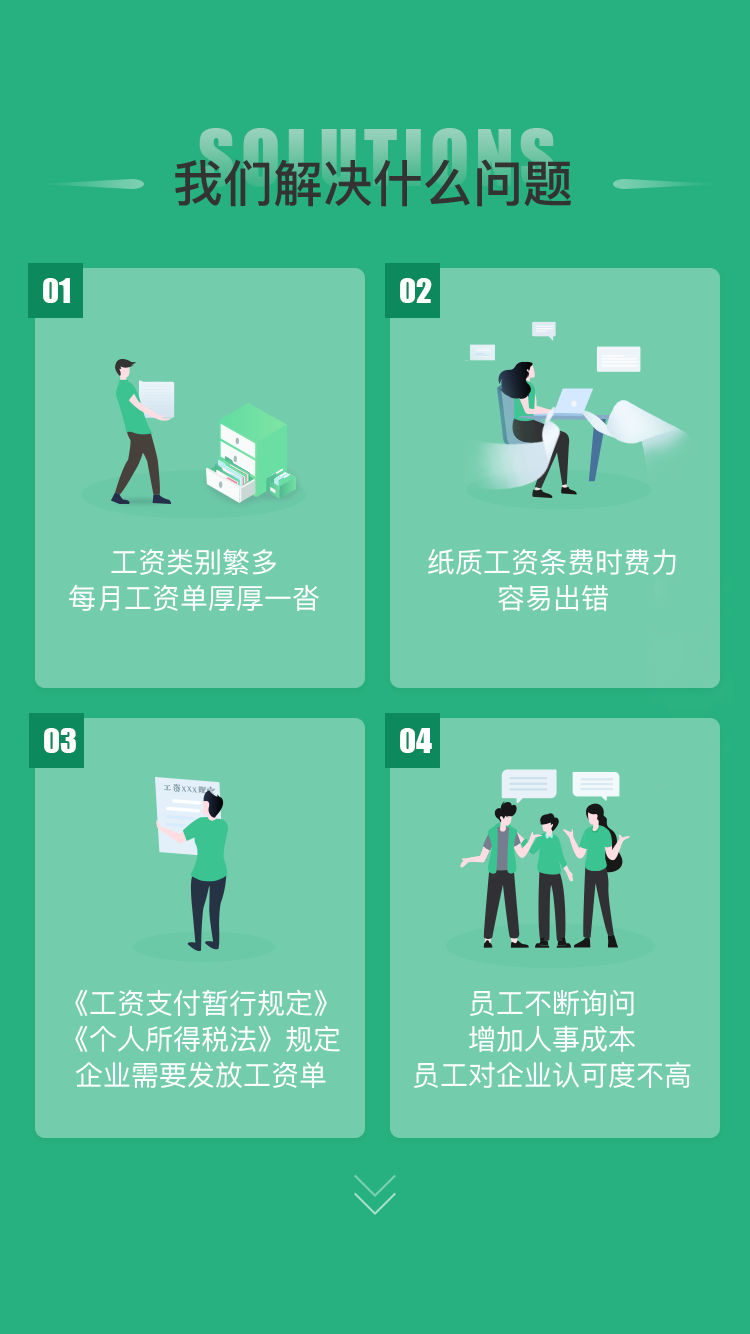 SOLUTIONS
我们解决什么问题
01
工资类别繁多
每月工资单厚厚一沓
02
纸质工资条费时费力
容易出错
03
工资XXX规定
《工资支付暂行规定》
《个人所得税法》规定
企业需要发放工资单
04
员工不断询问
增加人事成本
员工对企业认可度不高